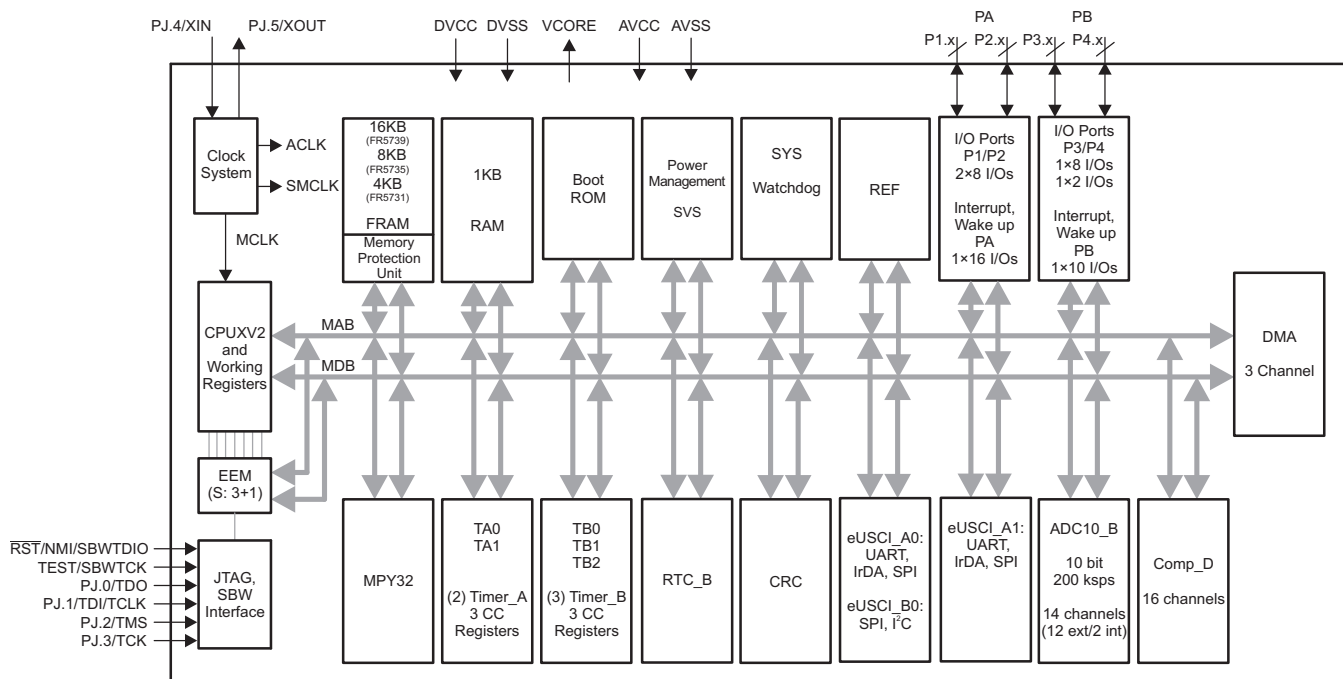 PJ.4/XIN
PJ.5/XOUT
DVCC
DVSS
VCORE
AVCC
AVSS
PA
PB
P1.x
P2.x
P3.x
P4.x
Clock
System
ACLK
SMCLK
MCLK
16KB
(FR5739)
8KB
(FR5735)
4KB
(FR5731)
FRAM
Memory
Protection
Unit
1KB
RAM
Boot
ROM
Power
Management
SVS
SYS
Watchdog
REF
I/O Ports
P1/P2
2×8 I/Os
Interrupt,
Wake up
PA
1×16 I/Os
I/O Ports
P3/P4
1×8 I/Os
1×2 I/Os
Interrupt,
Wake up
PB
1×10 I/Os
CPUXV2
and
Working
Registers
MAB
MDB
DMA
3 Channel
EEM
(S: 3+1)
RST/NMI/SBWTDIO
TEST/SBWTCK
PJ.0/TDO
PJ.1/TDI/TCLK
PJ.2/TMS
PJ.3/TCK
JTAG,
SBW
Interface
MPY32
TA0
TA1
(2) Timer_A
3 CC
Registers
TB0
TB1
TB2
(3) Timer_B
3 CC
Registers
RTC_B
CRC
eUSCI_A0:
UART,
IrDA, SPI
eUSCI_B0:
SPI, I²C
eUSCI_A1:
UART,
IrDA, SPI
ADC10_B
10 bit
200 ksps
14 channels
(12 ext/2 int)
Comp_D
16 channels